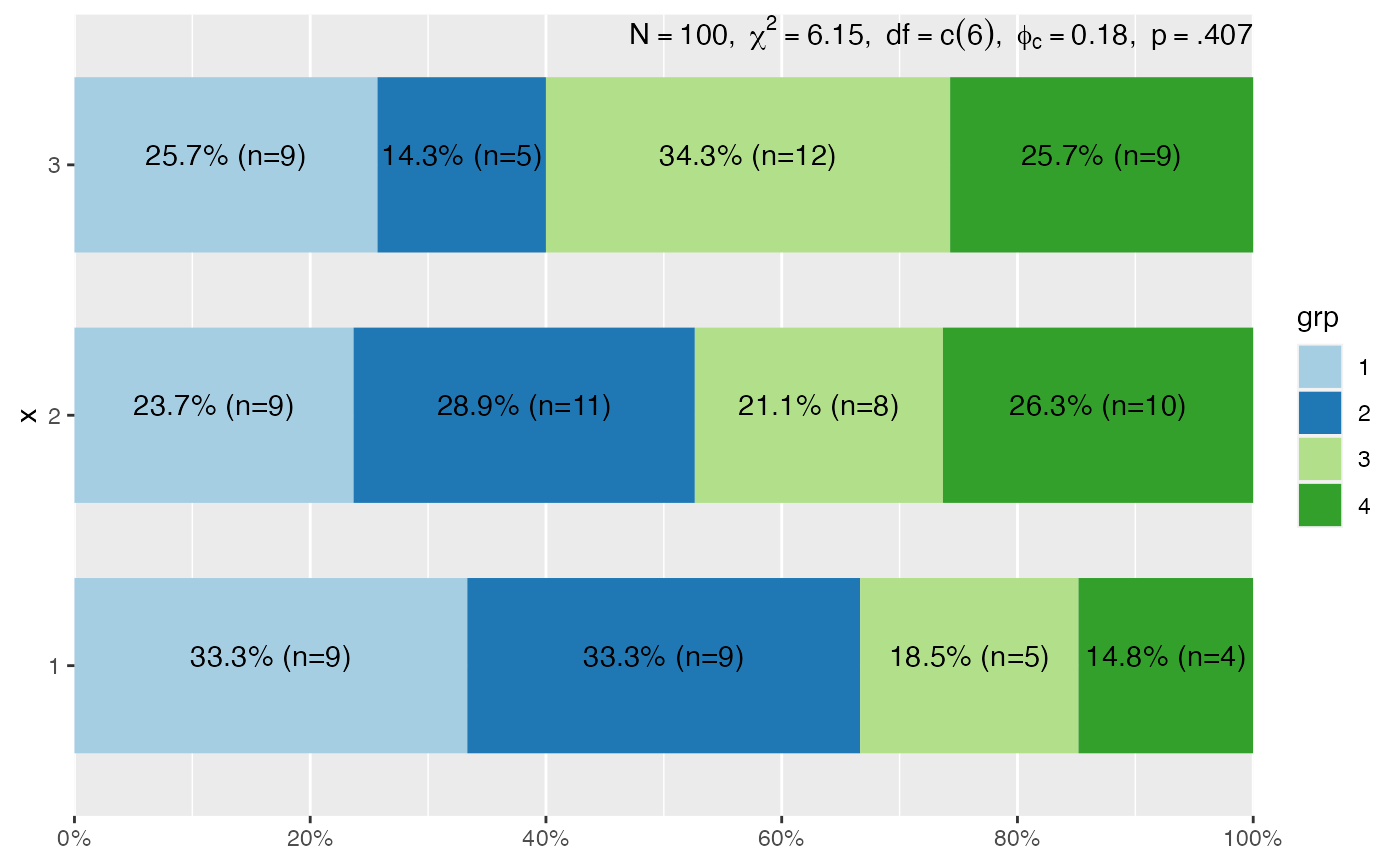 N = 100, χ² = 6.15, df = c(6), ϕc = 0.18, p = .407
3
25.7% (n=9) 14.3% (n=5) 34.3% (n=12) 25.7% (n=9)
x
2
23.7% (n=9) 28.9% (n=11) 21.1% (n=8) 26.3% (n=10)
1
33.3% (n=9) 33.3% (n=9) 18.5% (n=5) 14.8% (n=4)
0% 20% 40% 60% 80% 100%
grp
1
2
3
4